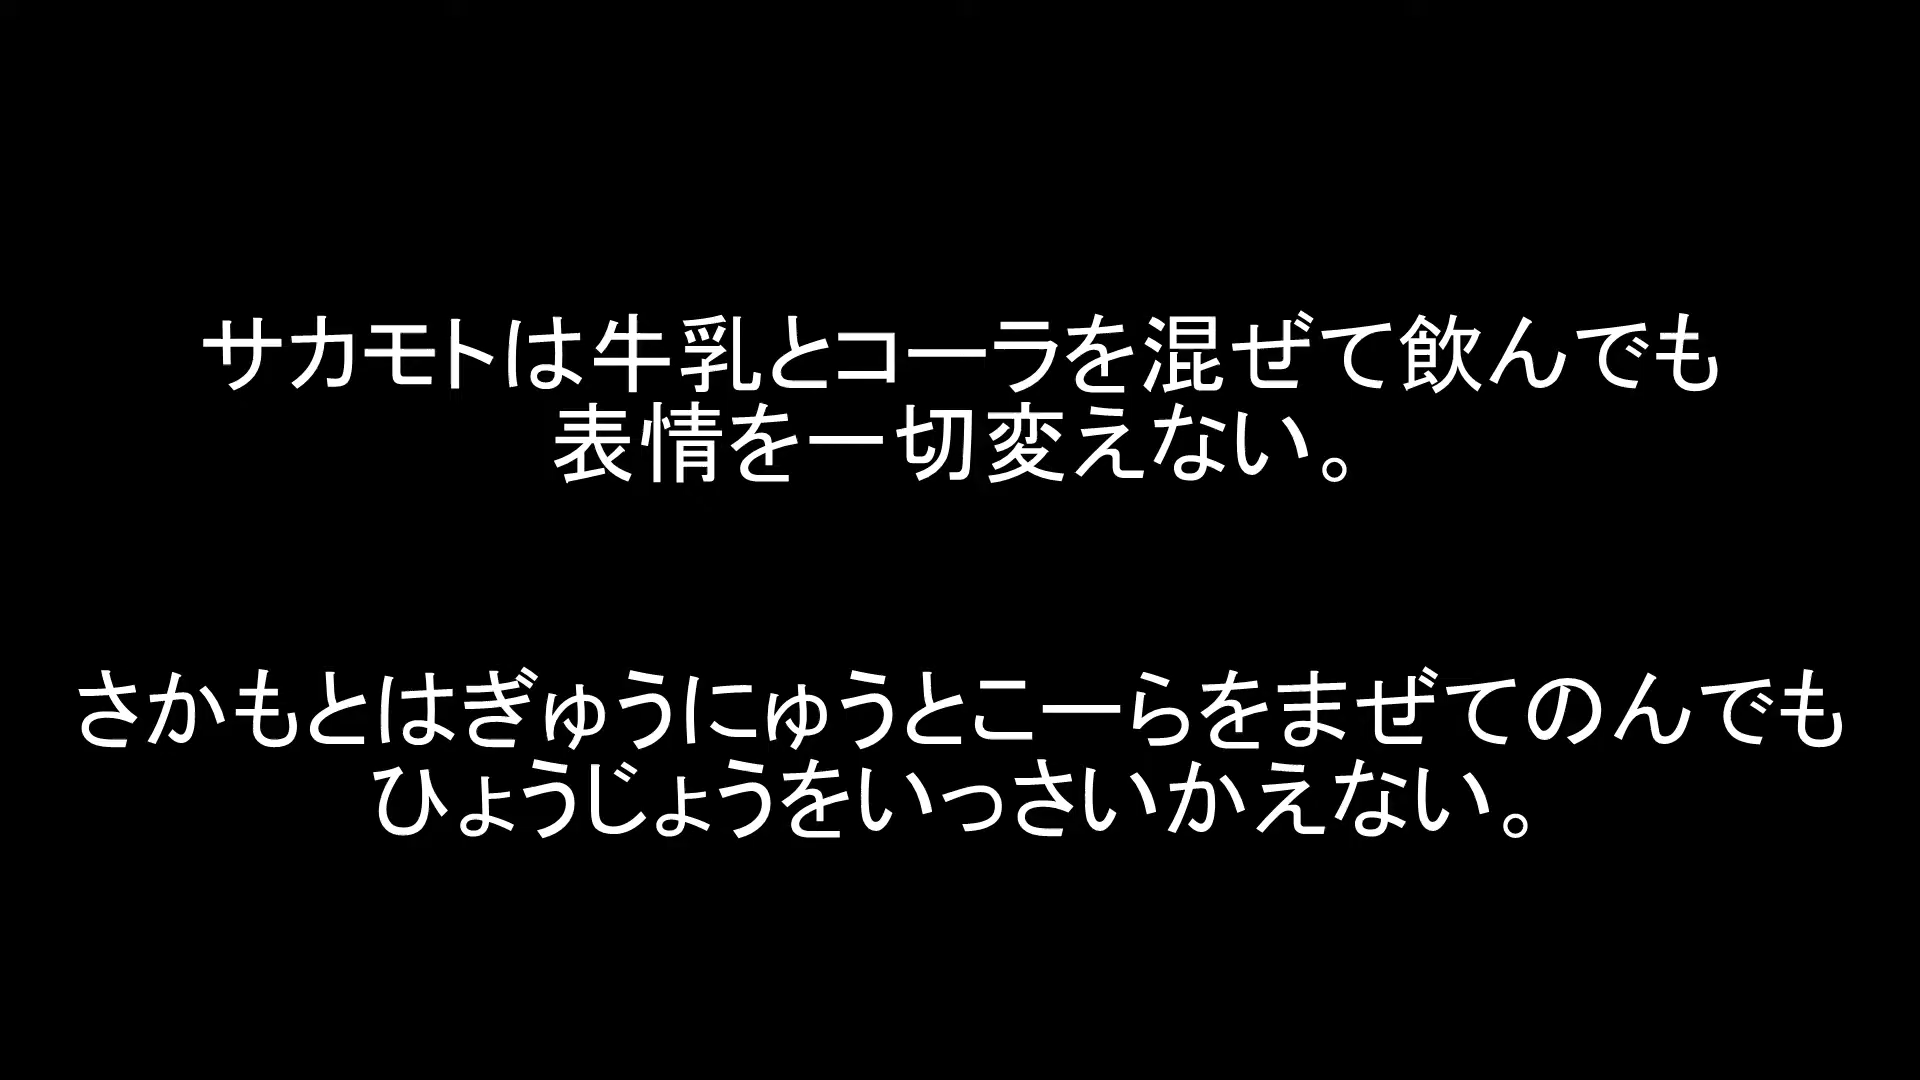 サカモトは牛乳とコーラを混ぜて飲んでも
表情を一切変えない。
さかもとはぎゅうにゅうとこーらをまぜてのんでも
ひょうじょうをいっさいかえない。